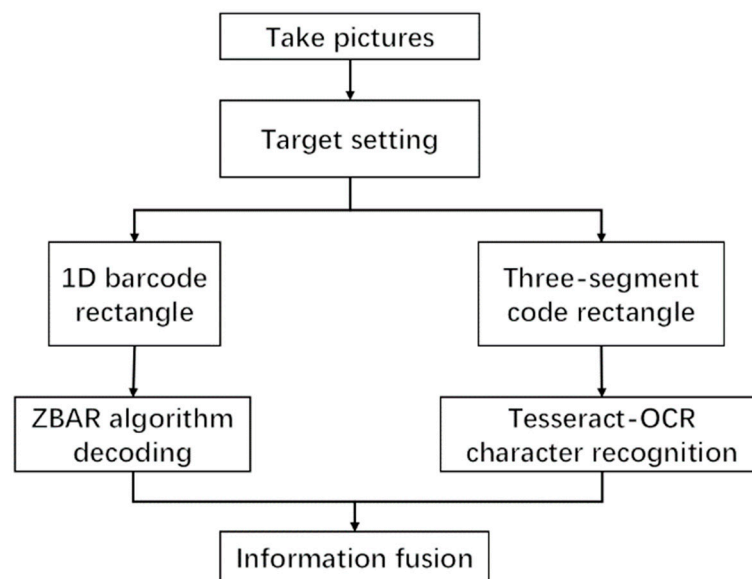 Take pictures
Target setting
1D barcode
rectangle
Three-segment
code rectangle
ZBAR algorithm
decoding
Tesseract-OCR
character recognition
Information fusion